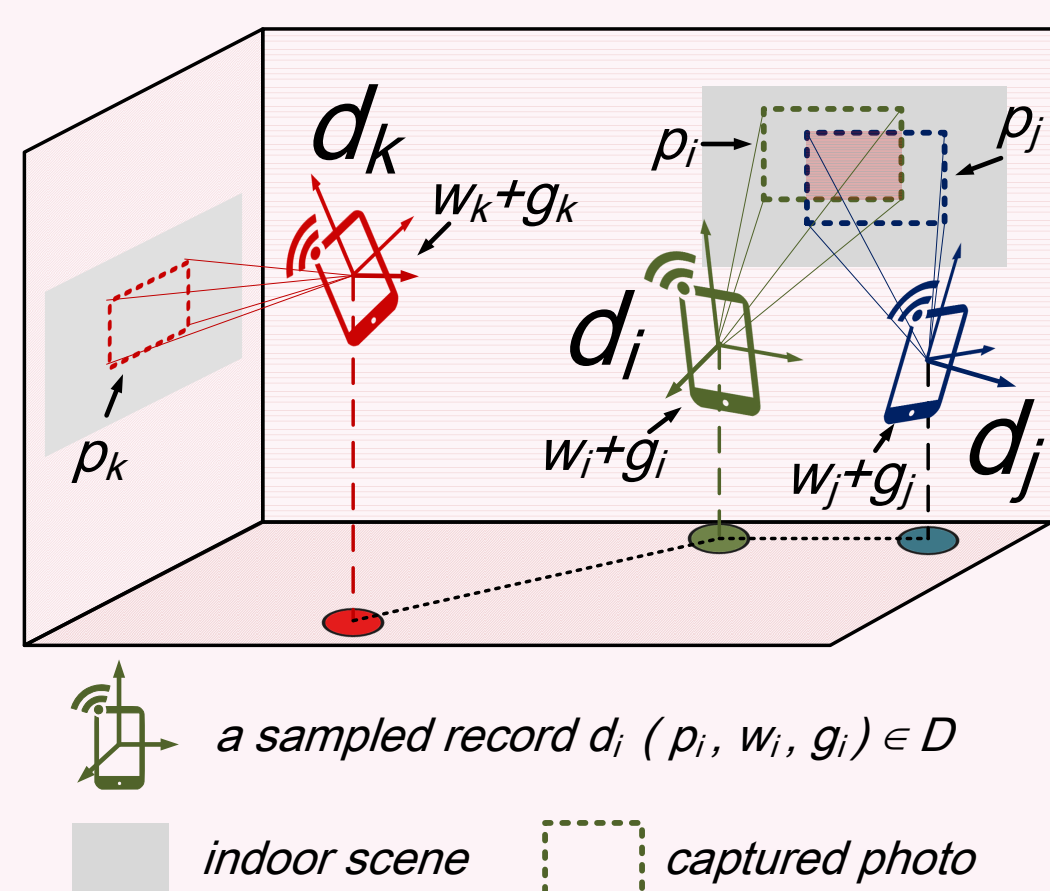 d_k
w_k+g_k
p_i
p_j
d_i
d_j
p_k
w_i+g_i
w_j+g_j
a sampled record d_i ( p_i , w_i , g_i ) ∈ D
indoor scene
captured photo